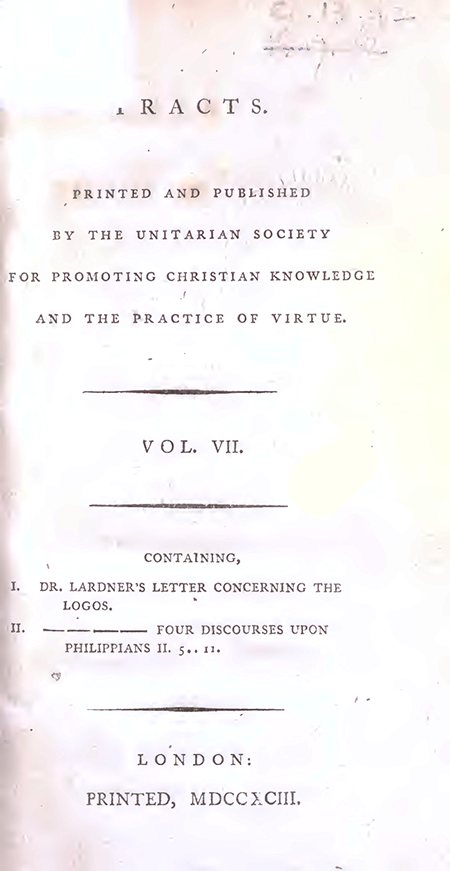 TRACTS.
PRINTED AND PUBLISHED
BY THE UNITARIAN SOCIETY
FOR PROMOTING CHRISTIAN KNOWLEDGE
AND THE PRACTICE OF VIRTUE.
VOL. VII.
CONTAINING,
I. DR. LARDNER'S LETTER CONCERNING THE
LOGOS.
II. ———— FOUR DISCOURSES UPON
PHILIPPIANS II. 5.. 11.
LONDON:
PRINTED, MDCCXCIII.